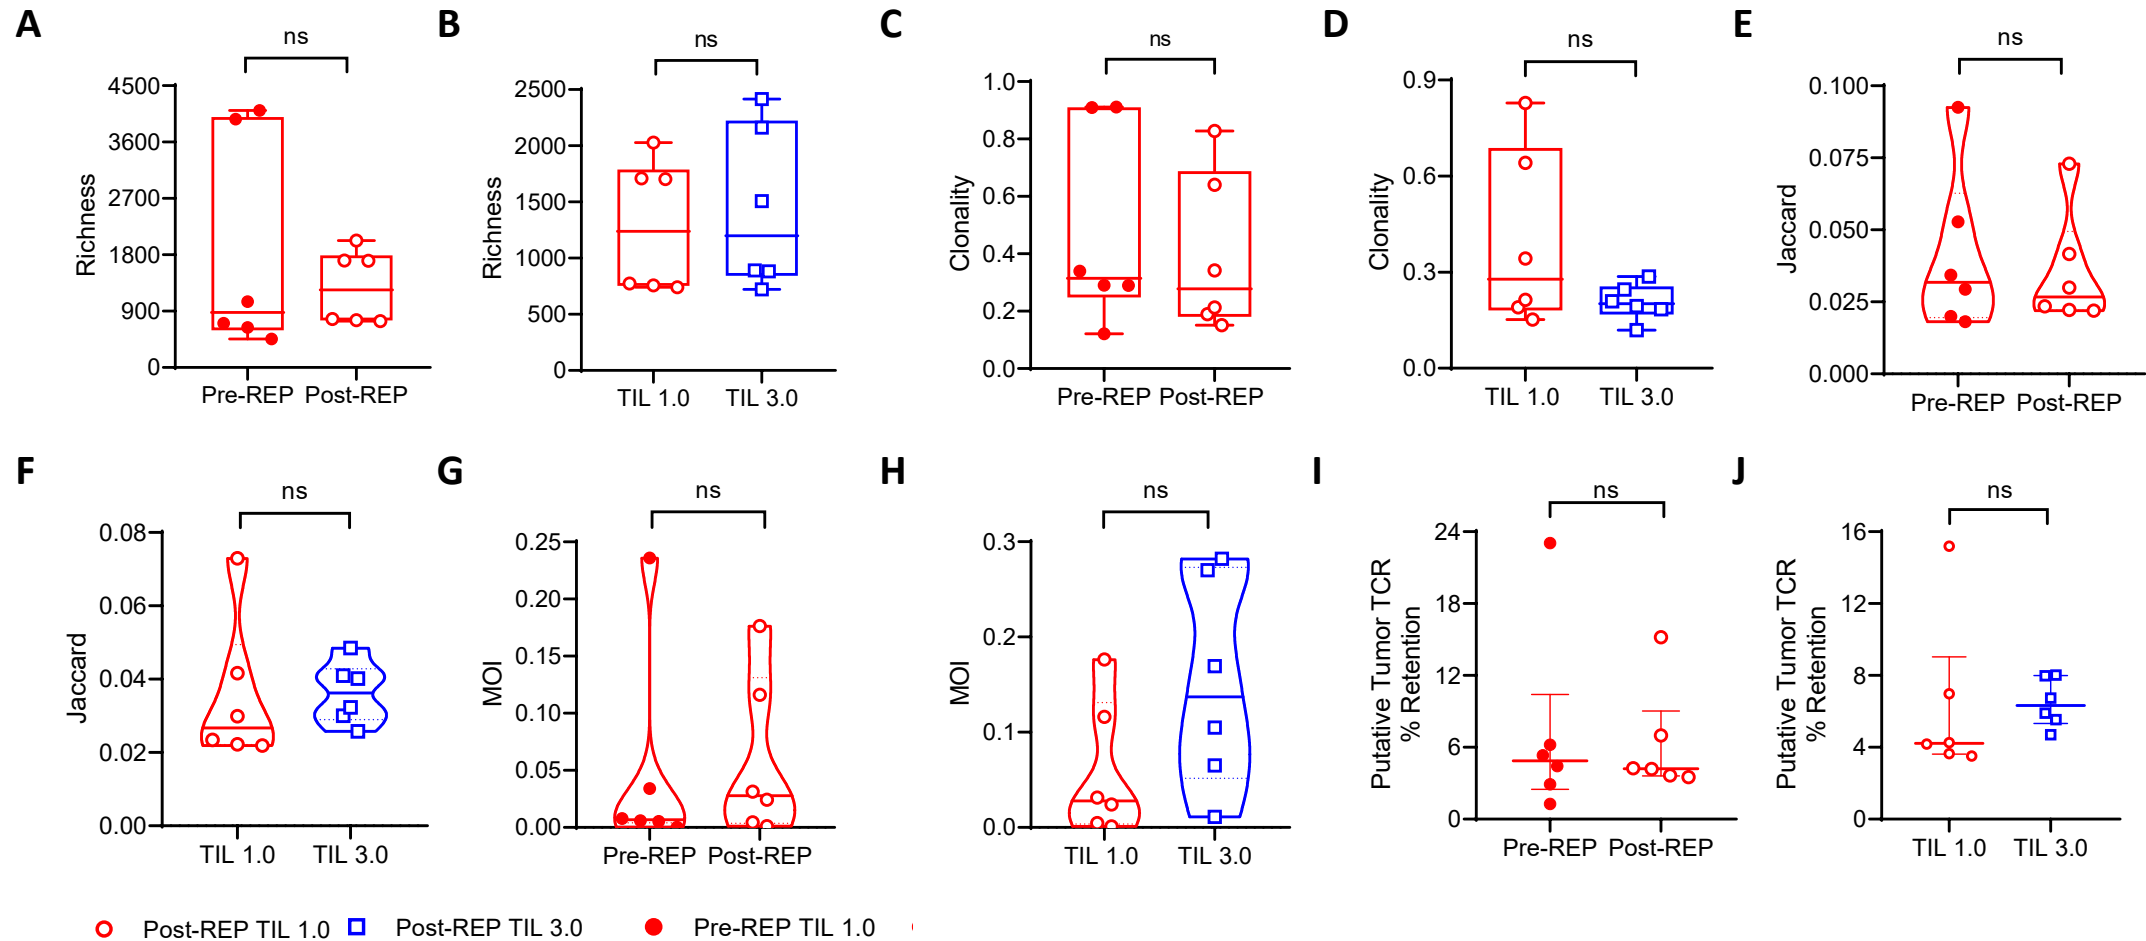 A
ns
4500
3600
2700
1800
900
0
Richness
Pre-REP Post-REP
B
ns
2500
2000
1500
1000
500
0
Richness
TIL 1.0 TIL 3.0
C
ns
1.0
0.8
0.6
0.4
0.2
0.0
Clonality
Pre-REP Post-REP
D
ns
0.9
0.6
0.3
0.0
Clonality
TIL 1.0 TIL 3.0
E
ns
0.100
0.075
0.050
0.025
0.000
Jaccard
Pre-REP Post-REP
F
ns
0.08
0.06
0.04
0.02
0.00
Jaccard
TIL 1.0 TIL 3.0
G
ns
0.25
0.20
0.15
0.10
0.05
0.00
MOI
Pre-REP Post-REP
H
ns
0.3
0.2
0.1
0.0
MOI
TIL 1.0 TIL 3.0
I
ns
24
18
12
6
0
Putative Tumor TCR
% Retention
Pre-REP Post-REP
J
ns
16
12
8
4
0
Putative Tumor TCR
% Retention
TIL 1.0 TIL 3.0
Post-REP TIL 1.0 Post-REP TIL 3.0 Pre-REP TIL 1.0